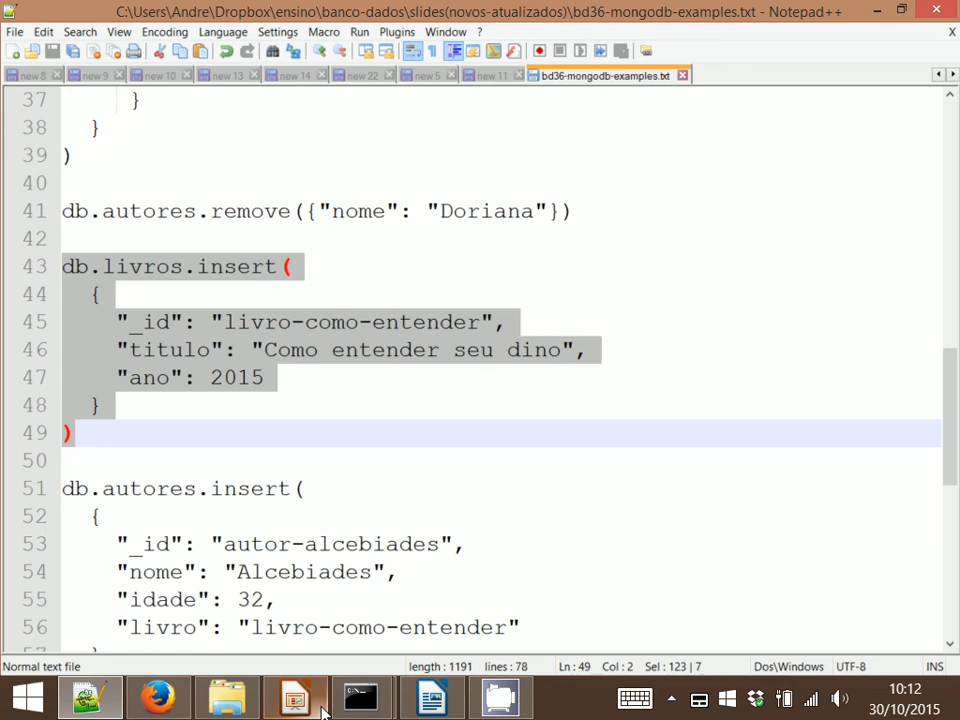 C:\Users\Andre\Dropbox\ensino\banco-dados\slides(novos-atualizados)\bd36-mongodb-examples.txt - Notepad++
File Edit Search View Encoding Language Settings Macro Run Plugins Window ? X
new 8 new 9 new 10 new 13 new 14 new 22 new 5 new 11 bd36-mongodb-examples.txt
37 }
38 }
39 )
40
41 db.autores.remove({"nome": "Doriana"})
42
43 db.livros.insert(
44 {
45 "_id": "livro-como-entender",
46 "titulo": "Como entender seu dino",
47 "ano": 2015
48 }
49 )
50
51 db.autores.insert(
52 {
53 "_id": "autor-alcebiades",
54 "nome": "Alcebiades",
55 "idade": 32,
56 "livro": "livro-como-entender"
Normal text file length : 1191 lines : 78 Ln : 49 Col : 2 Sel : 123 | 7 Dos\Windows UTF-8 INS
10:12
30/10/2015